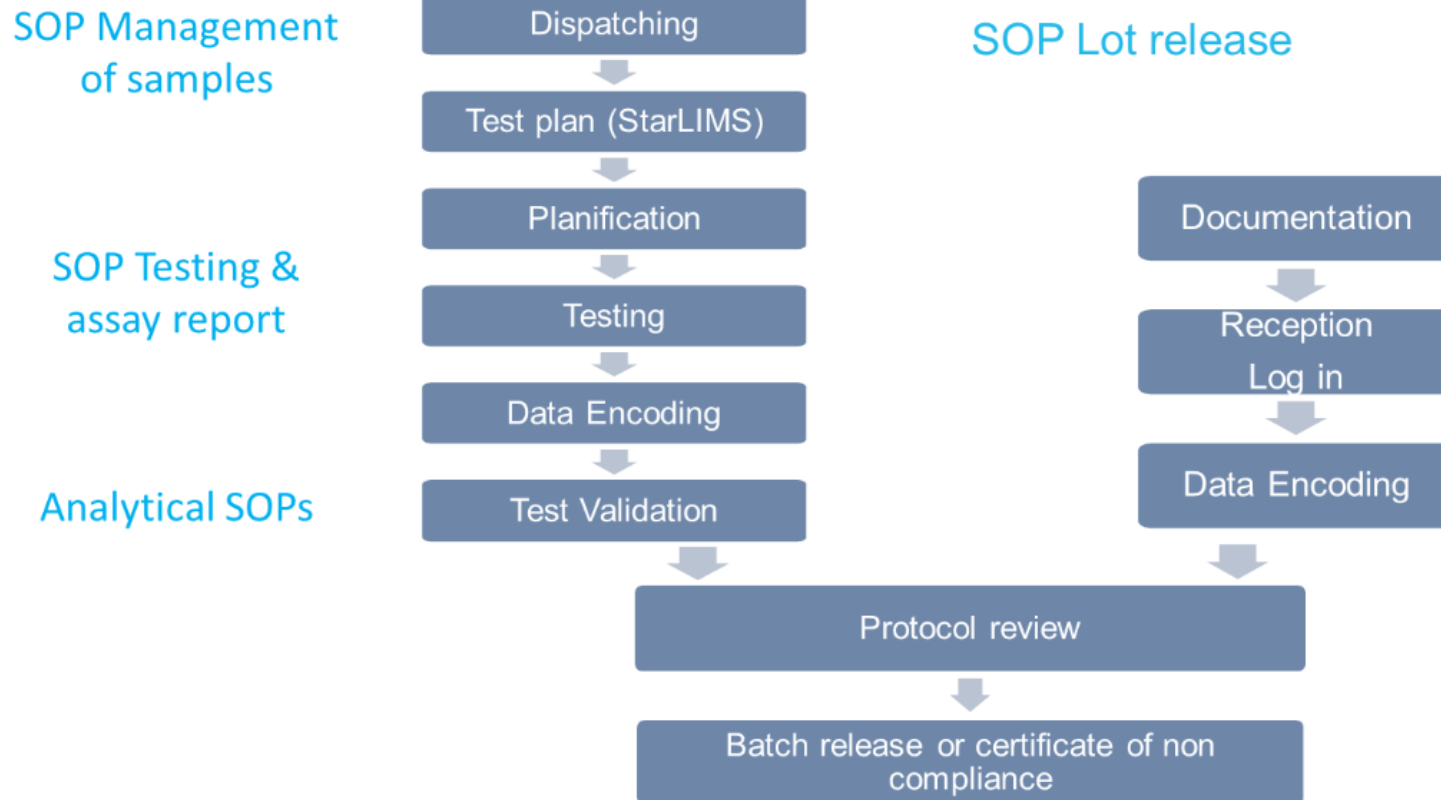 SOP Management
of samples
Dispatching
SOP Lot release
Test plan (StarLIMS)
Planification
Documentation
SOP Testing &
assay report
Testing
Reception
Log in
Data Encoding
Data Encoding
Analytical SOPs
Test Validation
Protocol review
Batch release or certificate of non
compliance